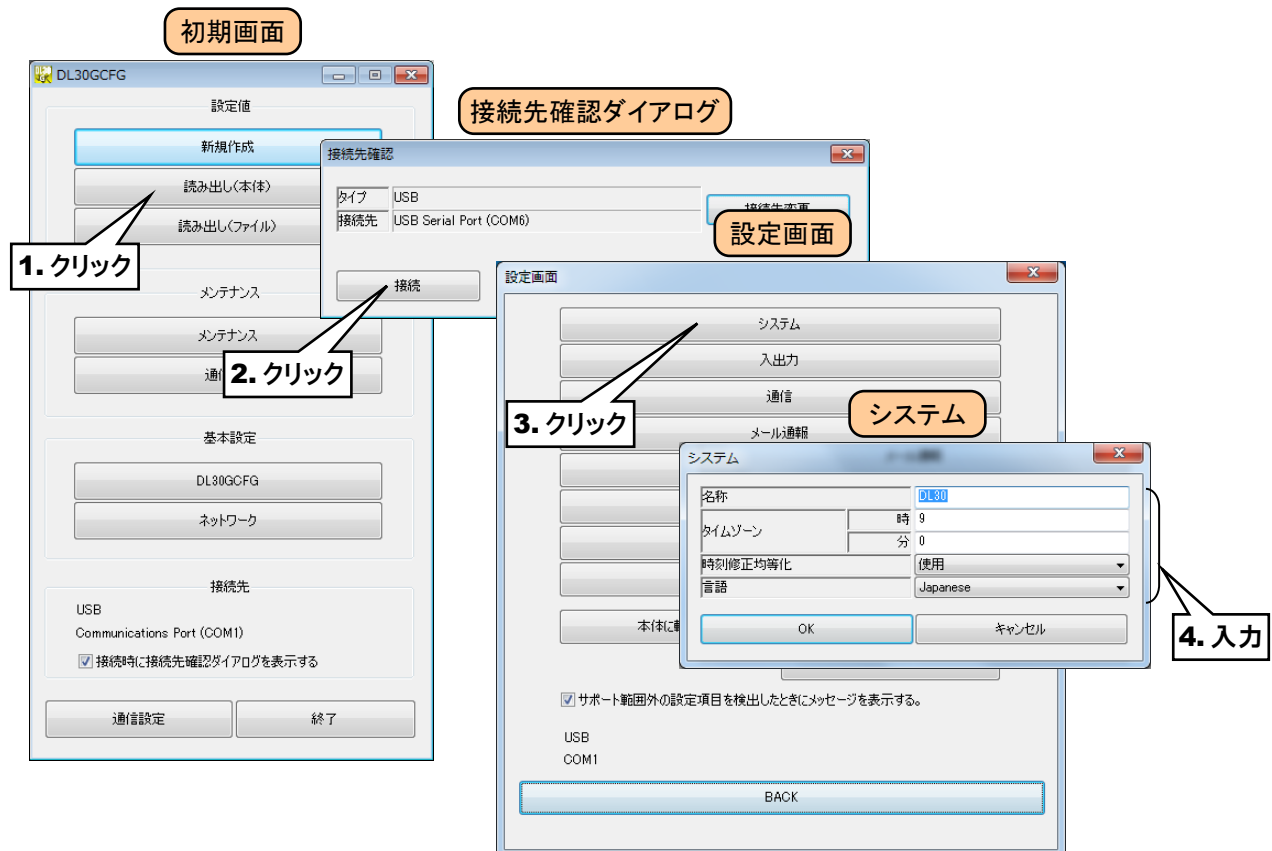 初期画面
DL30GCFG
設定値
新規作成
読み出し(本体)
読み出し(ファイル)
1. クリック
メンテナンス
メンテナンス
通信
基本設定
DL30GCFG
ネットワーク
接続先
USB
Communications Port (COM1)
接続時に接続先確認ダイアログを表示する
通信設定
終了
接続先確認ダイアログ
接続先確認
タイプ USB
接続先 USB Serial Port (COM6)
接続先変更
接続
2. クリック
設定画面
設定画面
システム
入出力
通信
メール通報
3. クリック
本体に
サポート範囲外の設定項目を検出したときにメッセージを表示する。
USB
COM1
BACK
システム
システム
名称 DL30
タイムゾーン 時 9
分 0
時刻修正均等化 使用
言語 Japanese
OK
キャンセル
4. 入力